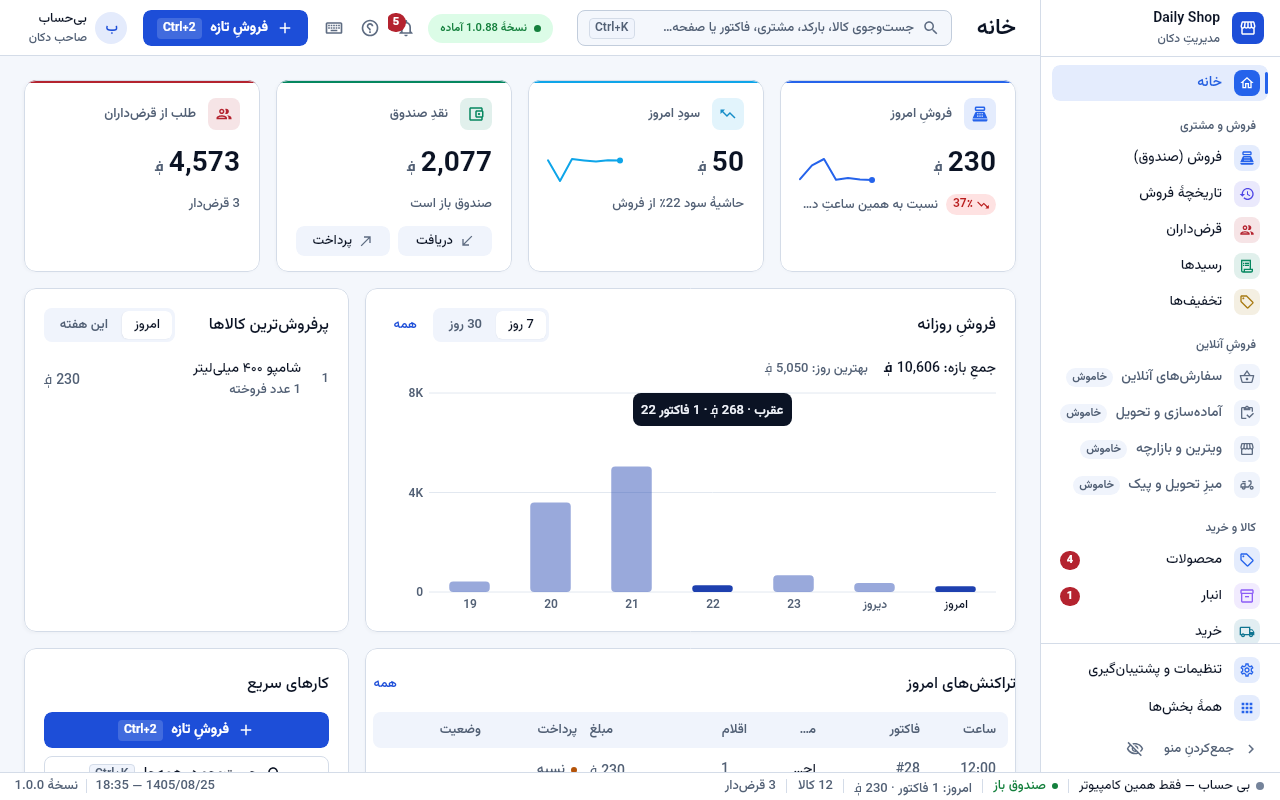 Daily Shop
مدیریتِ دکان
خانه
فروش و مشتری
فروش (صندوق)
تاریخچهٔ فروش
قرض‌داران
رسیدها
تخفیف‌ها
فروش آنلاین
سفارش‌های آنلاین خاموش
آماده‌سازی و تحویل خاموش
ویترین و بازارچه خاموش
میزِ تحویل و پیک خاموش
کالا و خرید
محصولات 4
انبار 1
خرید
تنظیمات و پشتیبان‌گیری
همهٔ بخش‌ها
جمع‌کردنِ منو
خانه
جست‌وجوی کالا، بارکد، مشتری، فاکتور یا صفحه… Ctrl+K
نسخهٔ 1.0.88 آماده
5
فروشِ تازه Ctrl+2
ب
بی‌حساب
صاحب دکان
فروشِ امروز
230 ؋
37٪ نسبت به همین ساعتِ د…
سودِ امروز
50 ؋
حاشیهٔ سود 22٪ از فروش
نقدِ صندوق
2,077 ؋
صندوق باز است
دریافت
پرداخت
طلب از قرض‌داران
4,573 ؋
3 قرض‌دار
فروشِ روزانه
7 روز
30 روز
همه
جمعِ بازه: 10,606 ؋
بهترین روز: 5,050 ؋
8K
4K
0
عقرب · 268 ؋ · 1 فاکتور 22
19
20
21
22
23
دیروز
امروز
پرفروش‌ترین کالاها
امروز
این هفته
1
شامپو ۴۰۰ میلی‌لیتر
1 عدد فروخته
230 ؋
تراکنش‌های امروز
همه
ساعت
فاکتور
م…
اقلام
مبلغ
پرداخت
وضعیت
12:00
#28
اح…
1
230 ؋
نسیه
کارهای سریع
فروشِ تازه Ctrl+2
Ctrl+K
بی حساب — فقط همین کامپیوتر
صندوق باز
امروز: 1 فاکتور · 230 ؋
12 کالا
3 قرض‌دار
1405/08/25 — 18:35
نسخهٔ 1.0.0